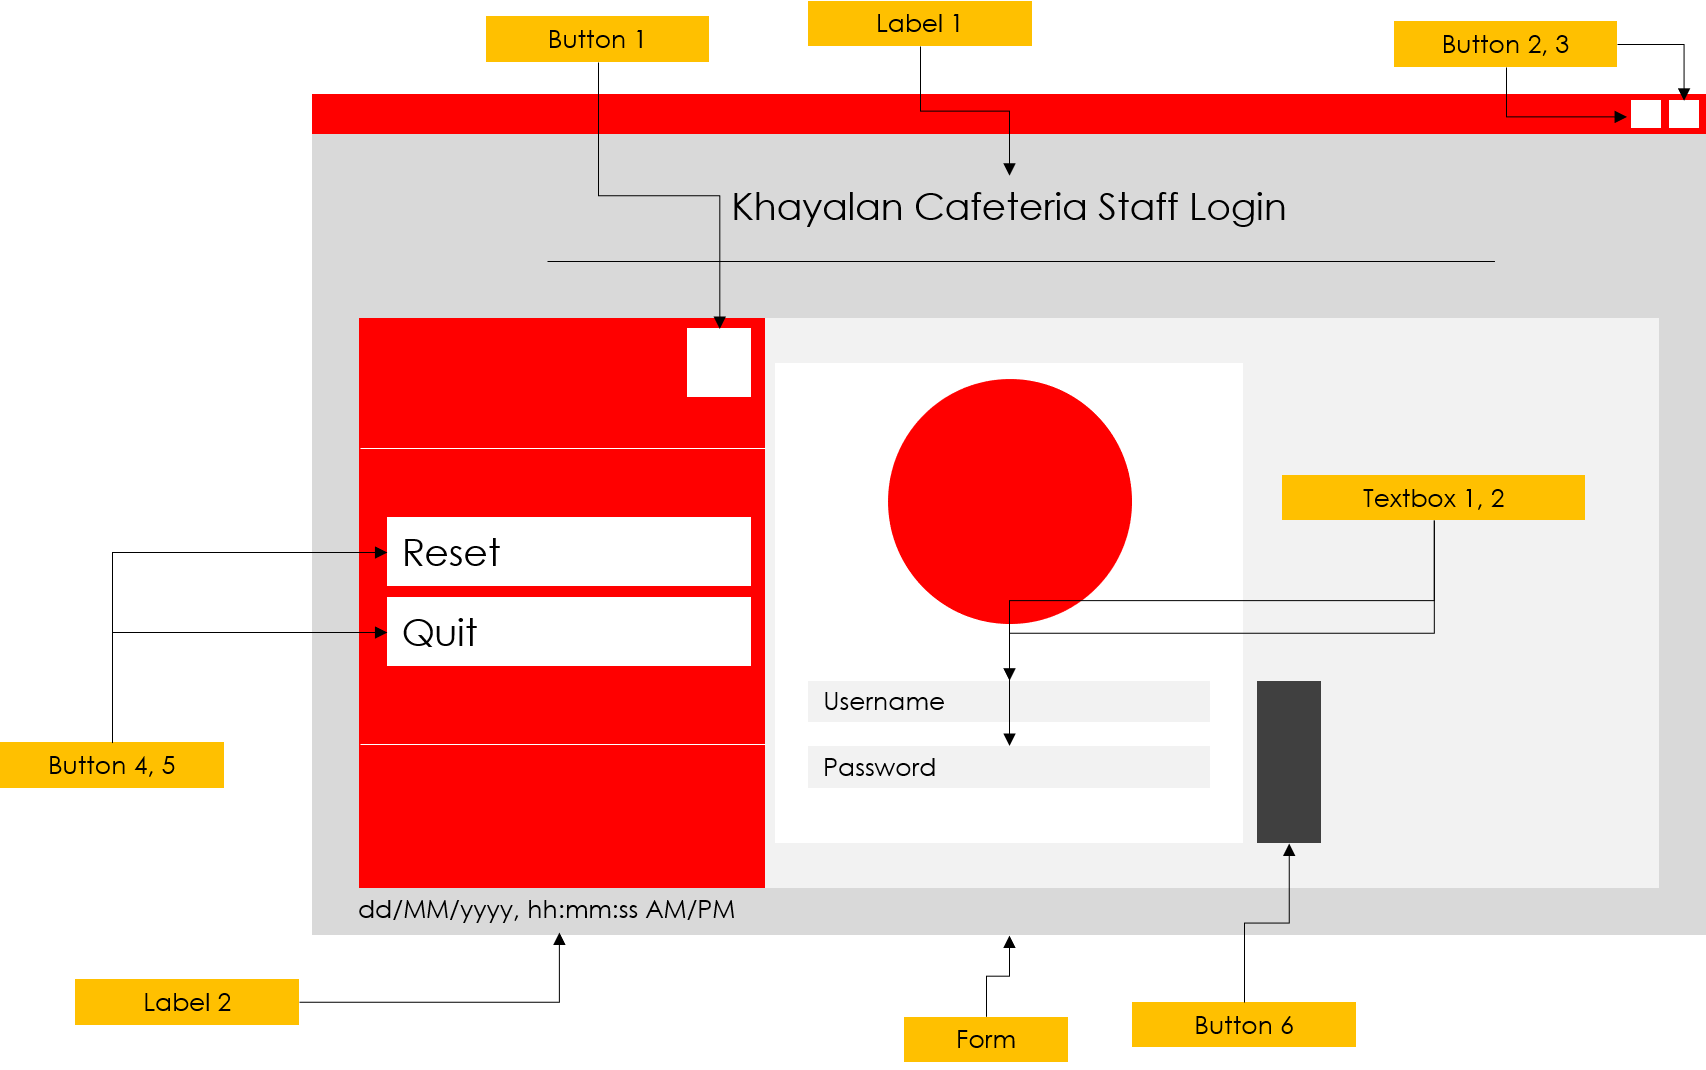 Label 1
Button 1
Button 2, 3
Khayalan Cafeteria Staff Login
Textbox 1, 2
Reset
Quit
Username
Password
Button 4, 5
dd/MM/yyyy, hh:mm:ss AM/PM
Label 2
Button 6
Form